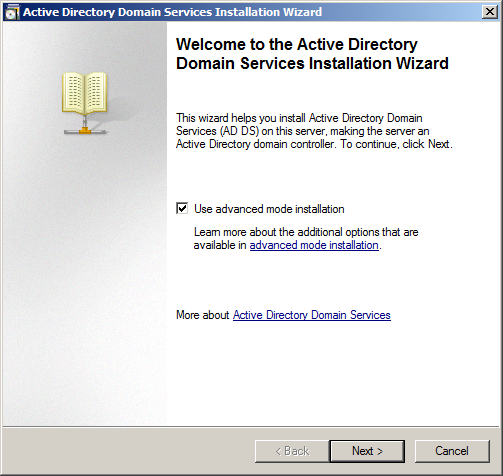 Active Directory Domain Services Installation Wizard
Welcome to the Active Directory
Domain Services Installation Wizard
This wizard helps you install Active Directory Domain
Services (AD DS) on this server, making the server an
Active Directory domain controller. To continue, click Next.
Use advanced mode installation
Learn more about the additional options that are
available in advanced mode installation.
More about Active Directory Domain Services
< Back
Next >
Cancel